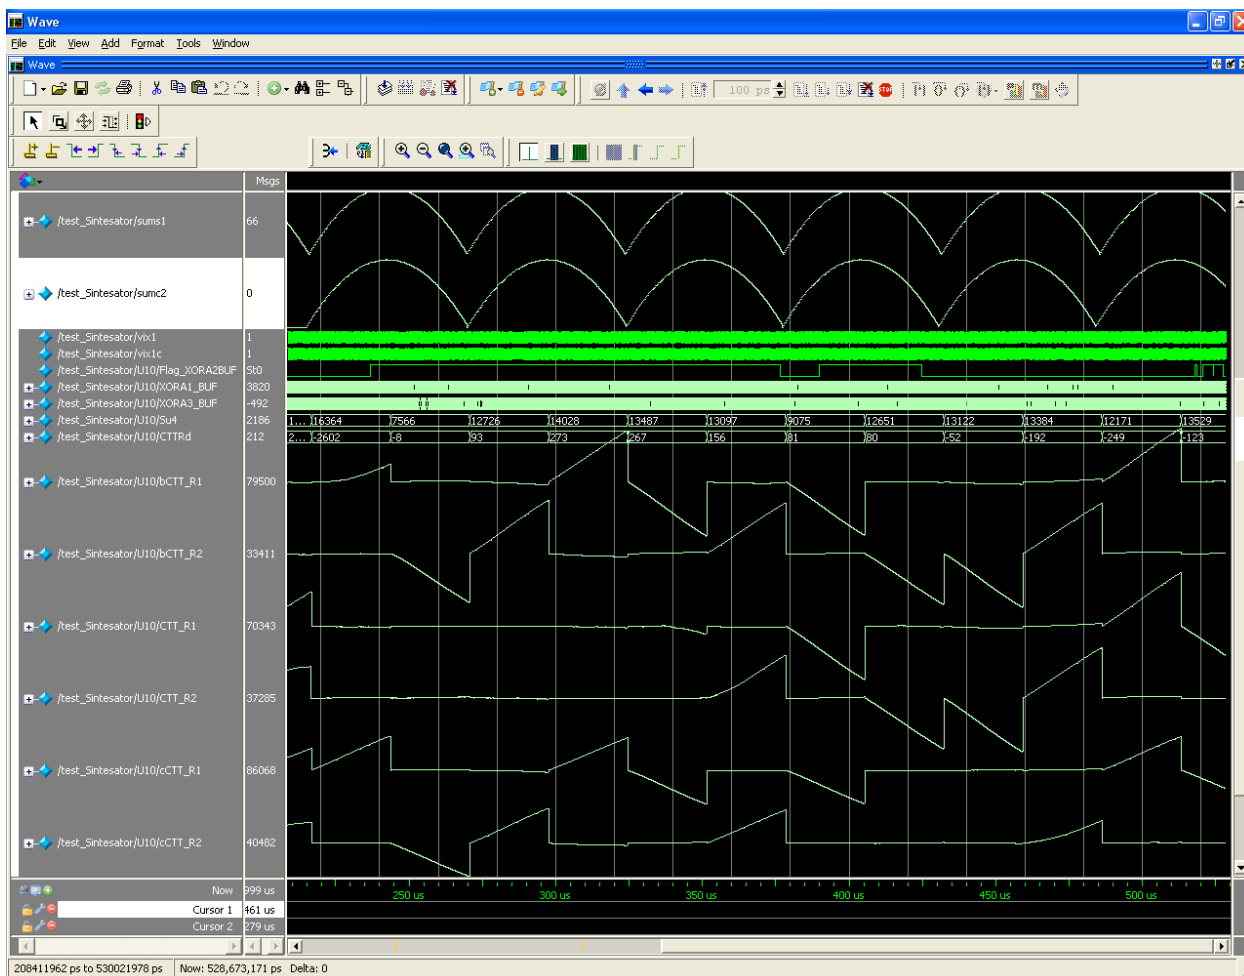 Wave
File Edit View Add Format Tools Window
Wave
100 ps
Msgs
/test_Sintesator/sums1 66
/test_Sintesator/sumc2 0
/test_Sintesator/vix1 1
/test_Sintesator/vix1c 1
/test_Sintesator/U10/Flag_XORA2BUF St0
/test_Sintesator/U10/XORA1_BUF 3820
/test_Sintesator/U10/XORA3_BUF -492
/test_Sintesator/U10/Su4 2186 1... 16364 7566 12726 14028 13487 13097 9075 12651 13122 13384 12171 13529
/test_Sintesator/U10/CTTRd 212 2... -2602 -8 93 273 267 156 81 80 -52 -192 -249 -123
/test_Sintesator/U10/bCTT_R1 79500
/test_Sintesator/U10/bCTT_R2 33411
/test_Sintesator/U10/CTT_R1 70343
/test_Sintesator/U10/CTT_R2 37285
/test_Sintesator/U10/cCTT_R1 86068
/test_Sintesator/U10/cCTT_R2 40482
Now 999 us 250 us 300 us 350 us 400 us 450 us 500 us
Cursor 1 461 us
Cursor 2 279 us
208411962 ps to 530021978 ps Now: 528,673,171 ps Delta: 0